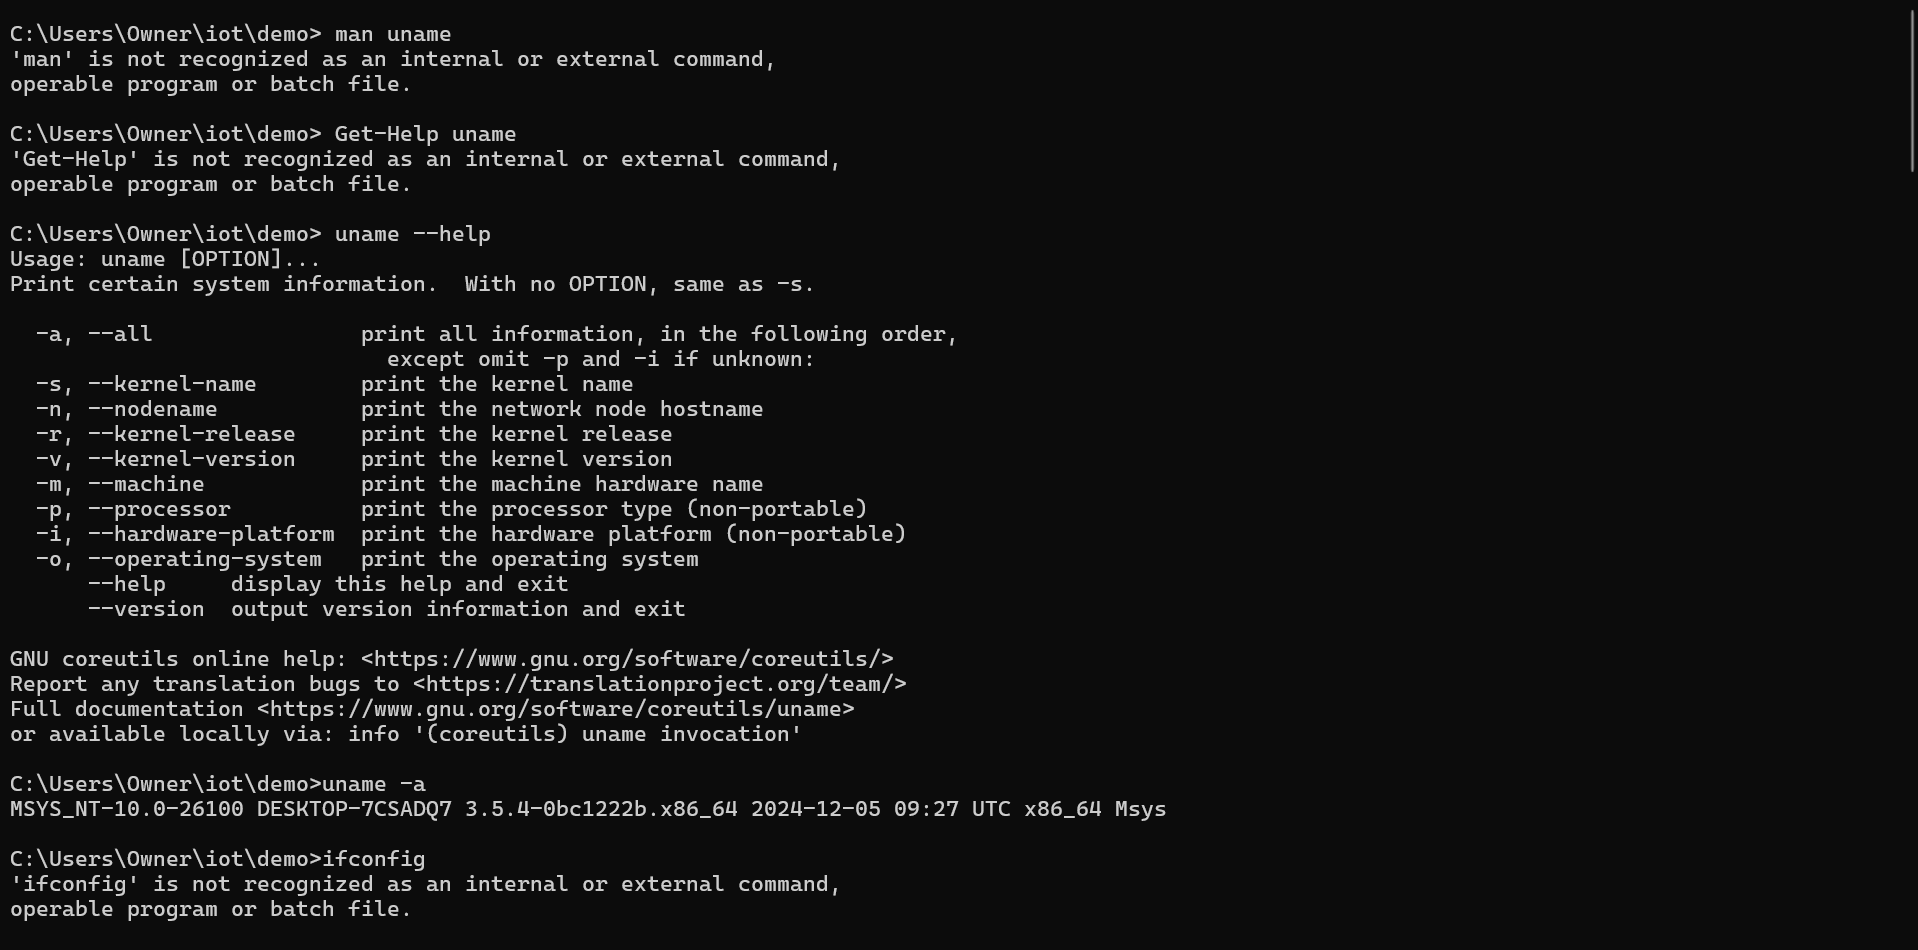 C:\Users\Owner\iot\demo> man uname
'man' is not recognized as an internal or external command,
operable program or batch file.

C:\Users\Owner\iot\demo> Get-Help uname
'Get-Help' is not recognized as an internal or external command,
operable program or batch file.

C:\Users\Owner\iot\demo> uname --help
Usage: uname [OPTION]...
Print certain system information.  With no OPTION, same as -s.

  -a, --all                print all information, in the following order,
                             except omit -p and -i if unknown:
  -s, --kernel-name        print the kernel name
  -n, --nodename           print the network node hostname
  -r, --kernel-release     print the kernel release
  -v, --kernel-version     print the kernel version
  -m, --machine            print the machine hardware name
  -p, --processor          print the processor type (non-portable)
  -i, --hardware-platform  print the hardware platform (non-portable)
  -o, --operating-system   print the operating system
      --help     display this help and exit
      --version  output version information and exit

GNU coreutils online help: <https://www.gnu.org/software/coreutils/>
Report any translation bugs to <https://translationproject.org/team/>
Full documentation <https://www.gnu.org/software/coreutils/uname>
or available locally via: info '(coreutils) uname invocation'

C:\Users\Owner\iot\demo>uname -a
MSYS_NT-10.0-26100 DESKTOP-7CSADQ7 3.5.4-0bc1222b.x86_64 2024-12-05 09:27 UTC x86_64 Msys

C:\Users\Owner\iot\demo>ifconfig
'ifconfig' is not recognized as an internal or external command,
operable program or batch file.